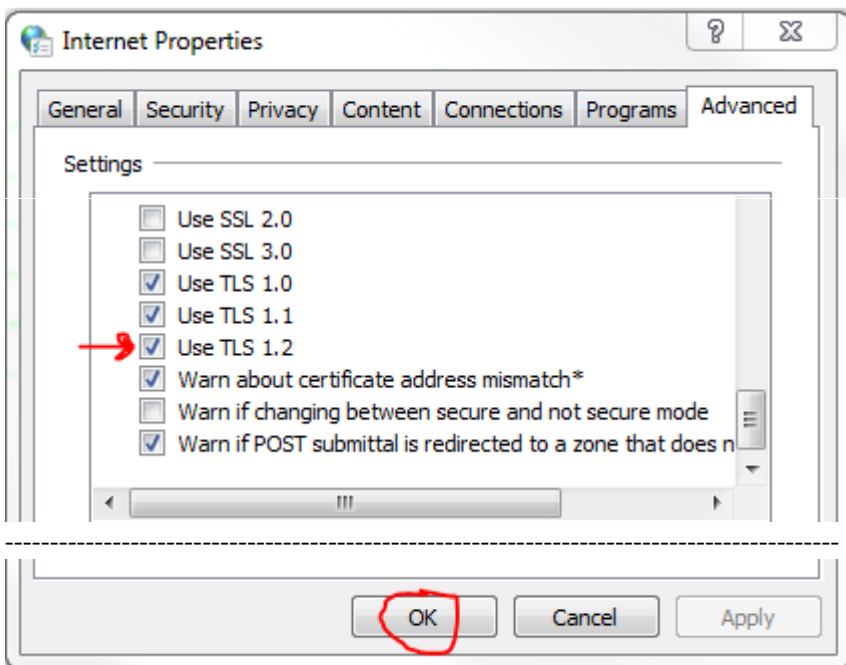 Internet Properties
General Security Privacy Content Connections Programs Advanced
Settings
Use SSL 2.0
Use SSL 3.0
Use TLS 1.0
Use TLS 1.1
Use TLS 1.2
Warn about certificate address mismatch*
Warn if changing between secure and not secure mode
Warn if POST submittal is redirected to a zone that does n
OK Cancel Apply